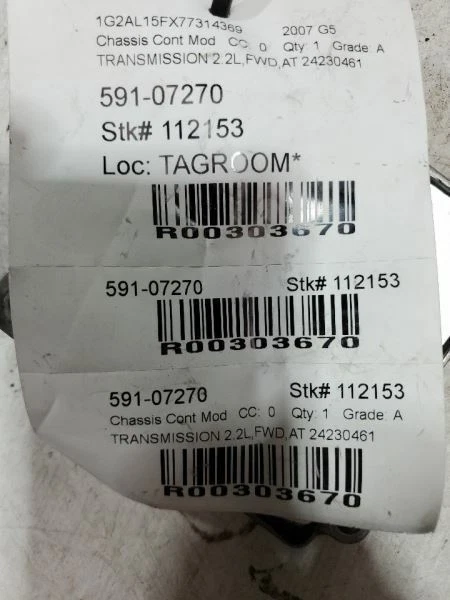 1G2AL15FX77314369 2007 G5
Chassis Cont Mod CC: 0 Qty: 1 Grade: A
TRANSMISSION 2.2L,FWD,AT 24230461
591-07270
Stk# 112153
Loc: TAGROOM*
R00303670
591-07270 Stk# 112153
R00303670
591-07270 Stk# 112153
Chassis Cont Mod CC: 0 Qty: 1 Grade: A
TRANSMISSION 2.2L,FWD,AT 24230461
R00303670